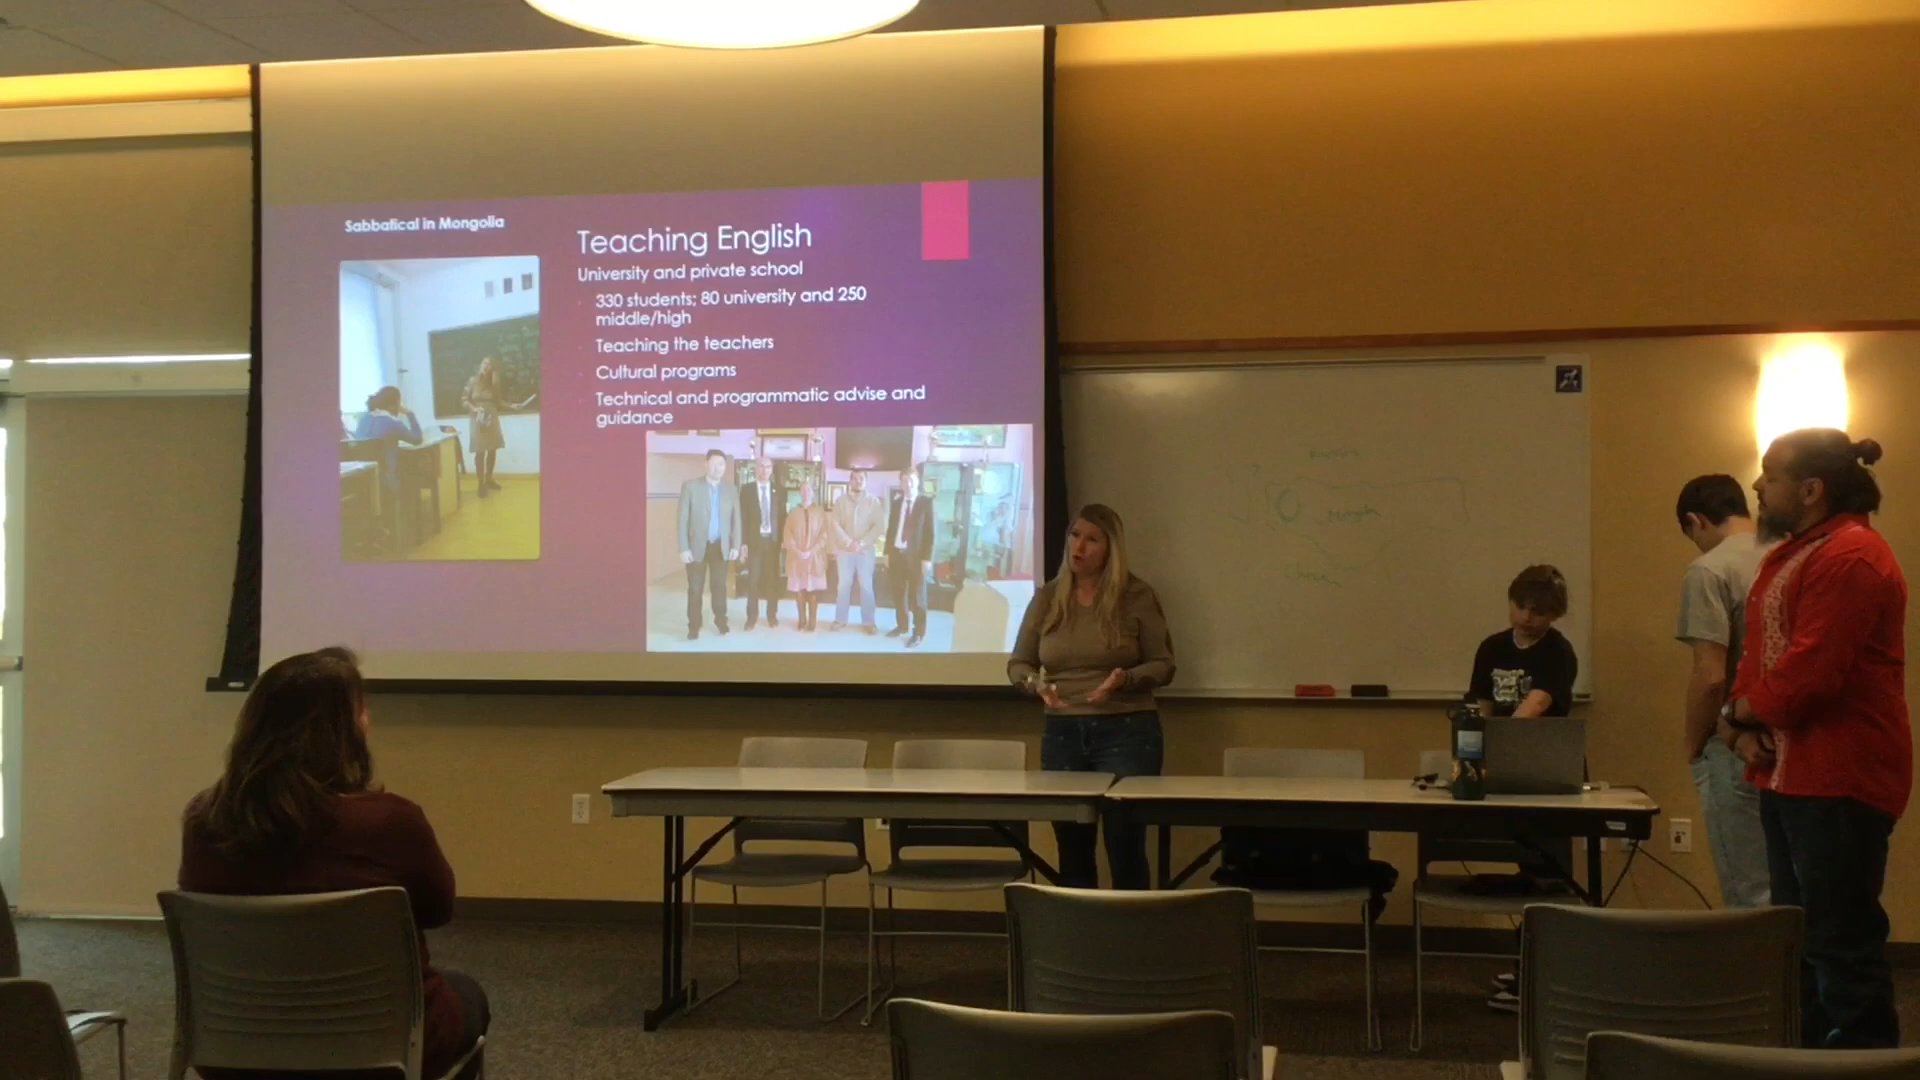 Sabbatical in Mongolia
Teaching English
University and private school
330 students; 80 university and 250
middle/high
Teaching the teachers
Cultural programs
Technical and programmatic advise and
guidance